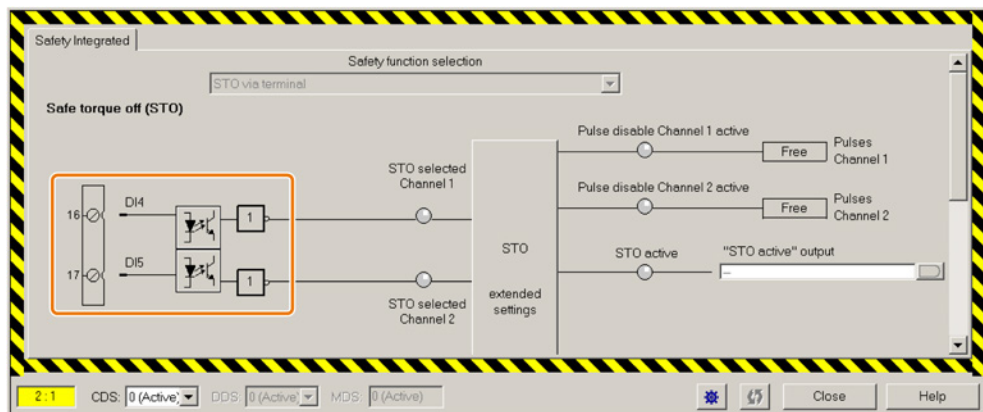 Safety Integrated
Safety function selection
STO via terminal
Safe torque off (STO)
Pulse disable Channel 1 active
Free
Pulses
Channel 1
STO selected
Channel 1
Pulse disable Channel 2 active
Free
Pulses
Channel 2
16
DI4
1
STO
STO active
"STO active" output
–
17
DI5
1
extended
settings
STO selected
Channel 2
2 : 1
CDS: 0 (Active)
DDS: 0 (Active)
MDS: 0 (Active)
Close
Help